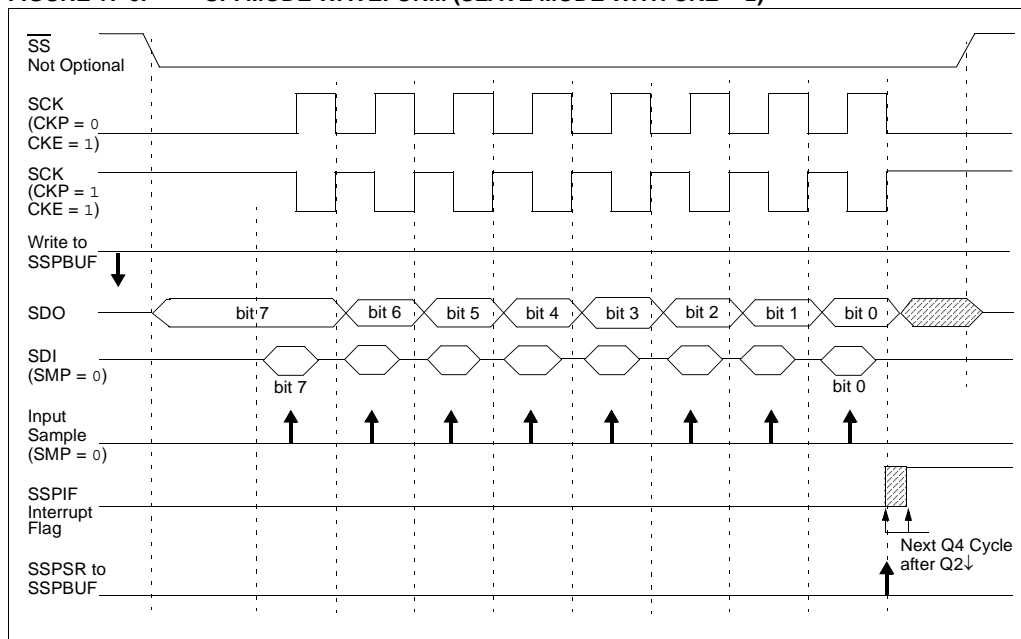 SS
Not Optional
SCK
(CKP = 0
CKE = 1)
SCK
(CKP = 1
CKE = 1)
Write to
SSPBUF
SDO
bit 7 bit 6 bit 5 bit 4 bit 3 bit 2 bit 1 bit 0
SDI
(SMP = 0)
bit 7 bit 0
Input
Sample
(SMP = 0)
SSPIF
Interrupt
Flag
Next Q4 Cycle
after Q2↓
SSPSR to
SSPBUF